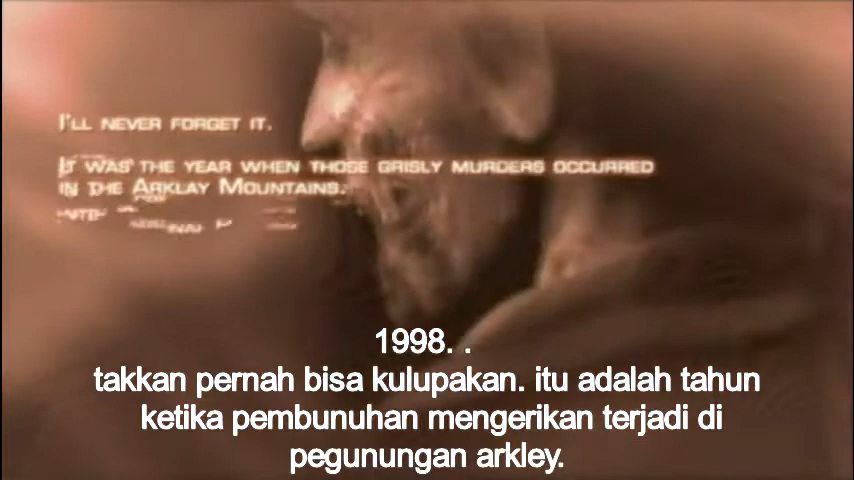 I'LL NEVER FORGET IT.
IT WAS THE YEAR WHEN THOSE GRISLY MURDERS OCCURRED
IN THE ARKLAY MOUNTAINS.
1998. .
takkan pernah bisa kulupakan. itu adalah tahun
ketika pembunuhan mengerikan terjadi di
pegunungan arkley.